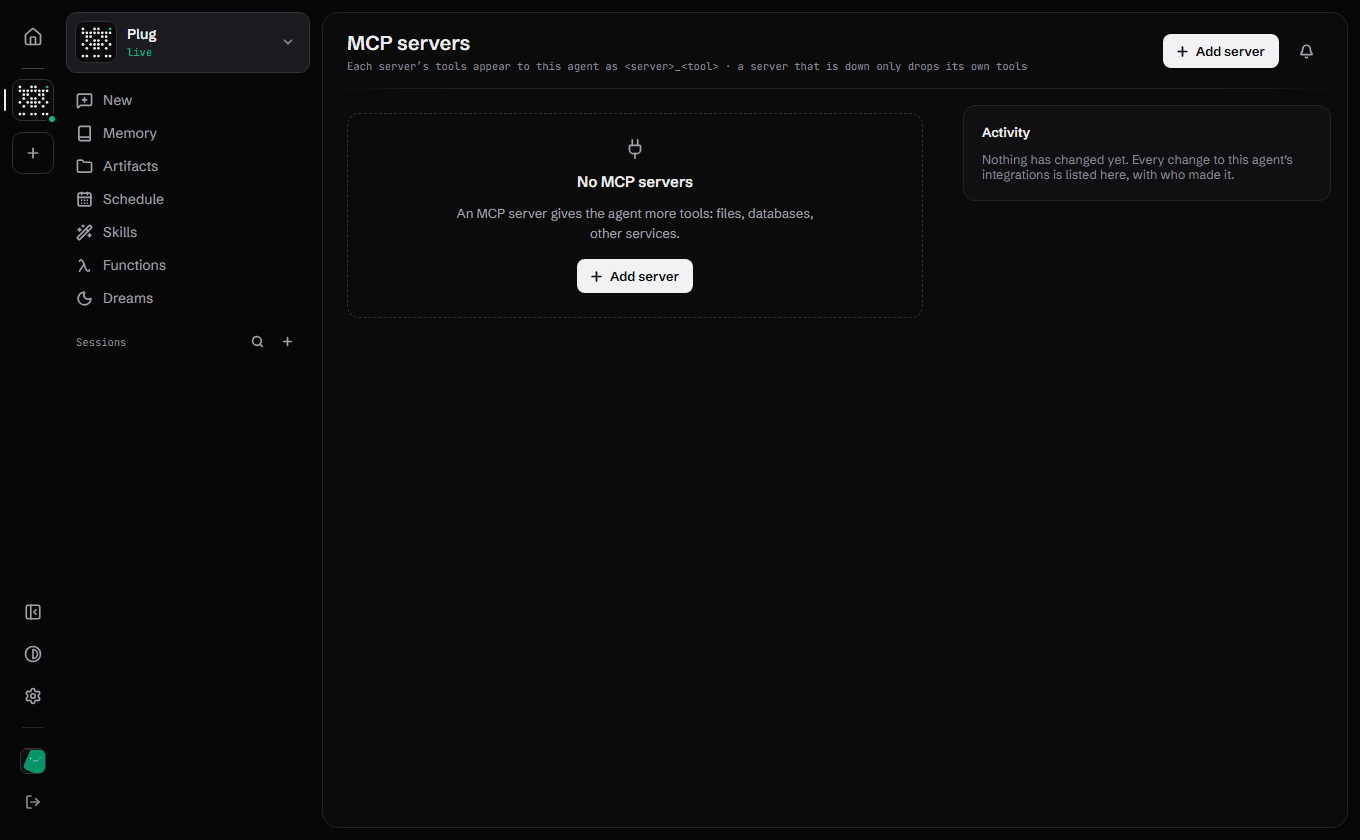 Plug
live
New
Memory
Artifacts
Schedule
Skills
Functions
Dreams
Sessions
MCP servers
Each server's tools appear to this agent as <server>_<tool> · a server that is down only drops its own tools
Add server
No MCP servers
An MCP server gives the agent more tools: files, databases,
other services.
Add server
Activity
Nothing has changed yet. Every change to this agent's
integrations is listed here, with who made it.